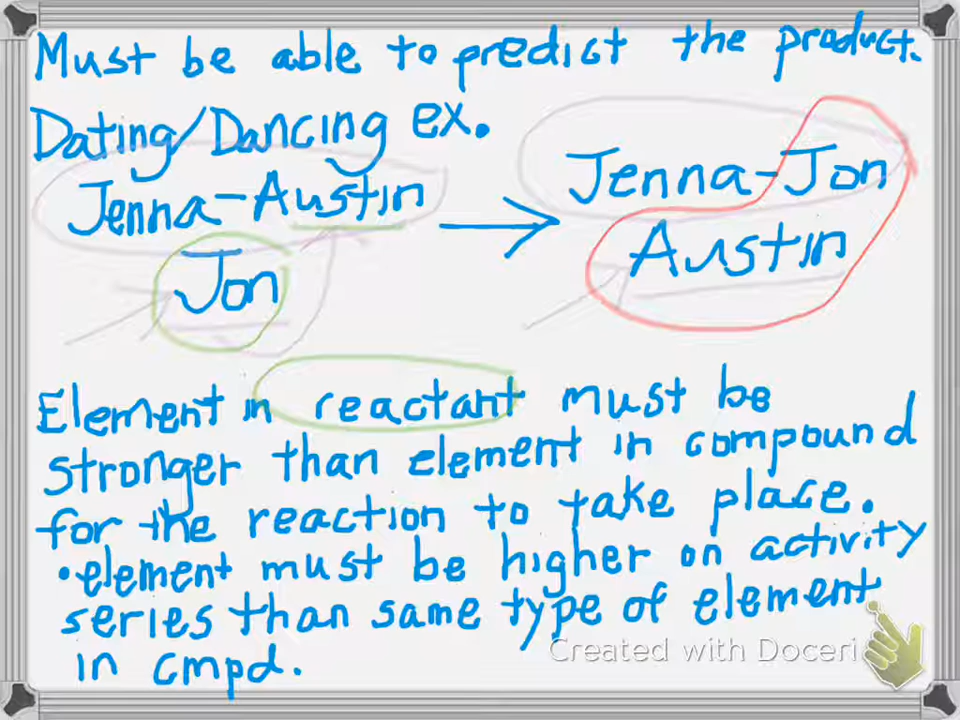 Must be able to predict the product.
Dating/Dancing ex.
Jenna-Austin → Jenna-Jon
Jon Austin
Element in reactant must be
stronger than element in compound
for the reaction to take place.
•element must be higher on activity
series than same type of element
in cmpd.
Created with Doceri